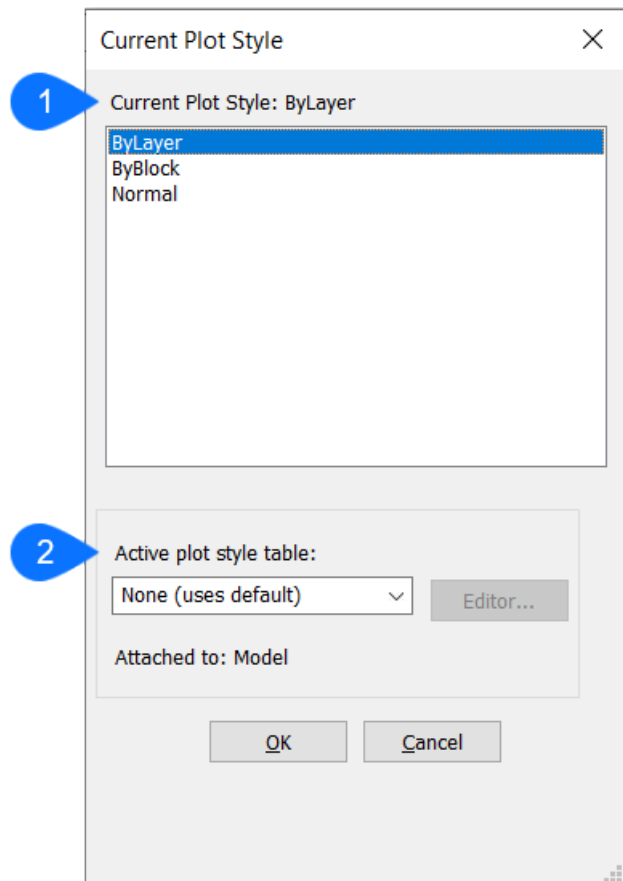 Current Plot Style
1
Current Plot Style: ByLayer
ByLayer
ByBlock
Normal
2
Active plot style table:
None (uses default)
Editor...
Attached to: Model
OK
Cancel